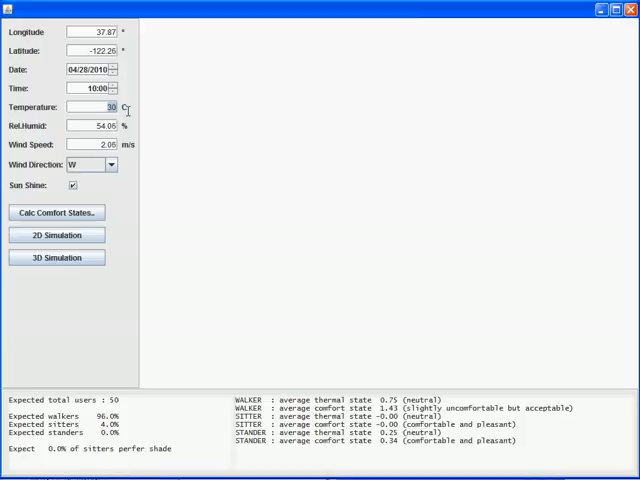 Longitude 37.87 °
Latitude: -122.26 °
Date: 04/28/2010
Time: 10:00
Temperature: 30 C
Rel.Humid: 54.06 %
Wind Speed: 2.06 m/s
Wind Direction: W
Sun Shine:
Calc Comfort States..
2D Simulation
3D Simulation
Expected total users : 50
Expected walkers 96.0%
Expected sitters 4.0%
Expected standers 0.0%
Expect 0.0% of sitters perfer shade
WALKER : average thermal state 0.75 (neutral)
WALKER : average comfort state 1.43 (slightly uncomfortable but acceptable)
SITTER : average thermal state -0.00 (neutral)
SITTER : average comfort state -0.00 (comfortable and pleasant)
STANDER : average thermal state 0.25 (neutral)
STANDER : average comfort state 0.34 (comfortable and pleasant)